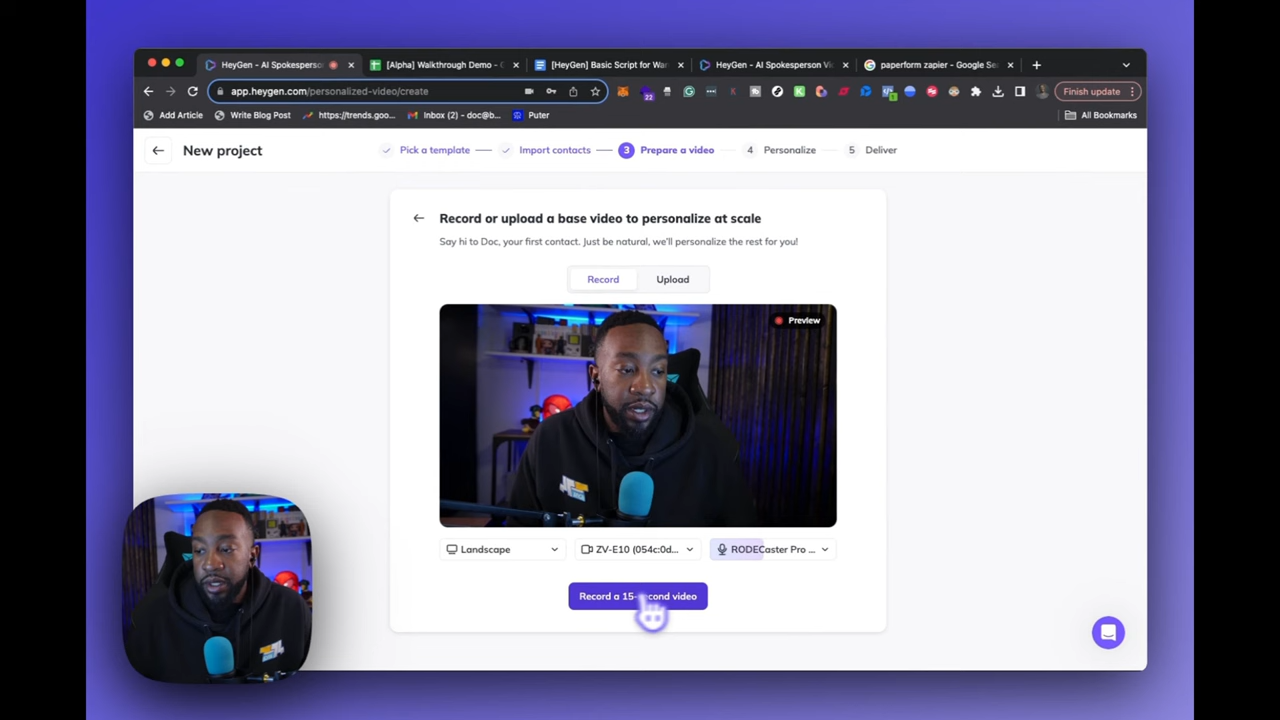 HeyGen - AI Spokesperso
[Alpha] Walkthrough Demo -
[HeyGen] Basic Script for War
HeyGen - AI Spokesperson Vi
paperform zapier - Google Se
app.heygen.com/personalized-video/create
22
Finish update
Add Article
Write Blog Post
https://trends.goo...
Inbox (2) - doc@b...
Puter
All Bookmarks
New project
Pick a template
Import contacts
3 Prepare a video
4 Personalize
5 Deliver
Record or upload a base video to personalize at scale
Say hi to Doc, your first contact. Just be natural, we'll personalize the rest for you!
Record
Upload
Preview
Landscape
ZV-E10 (054c:0d...
RODECaster Pro ...
Record a 15-second video